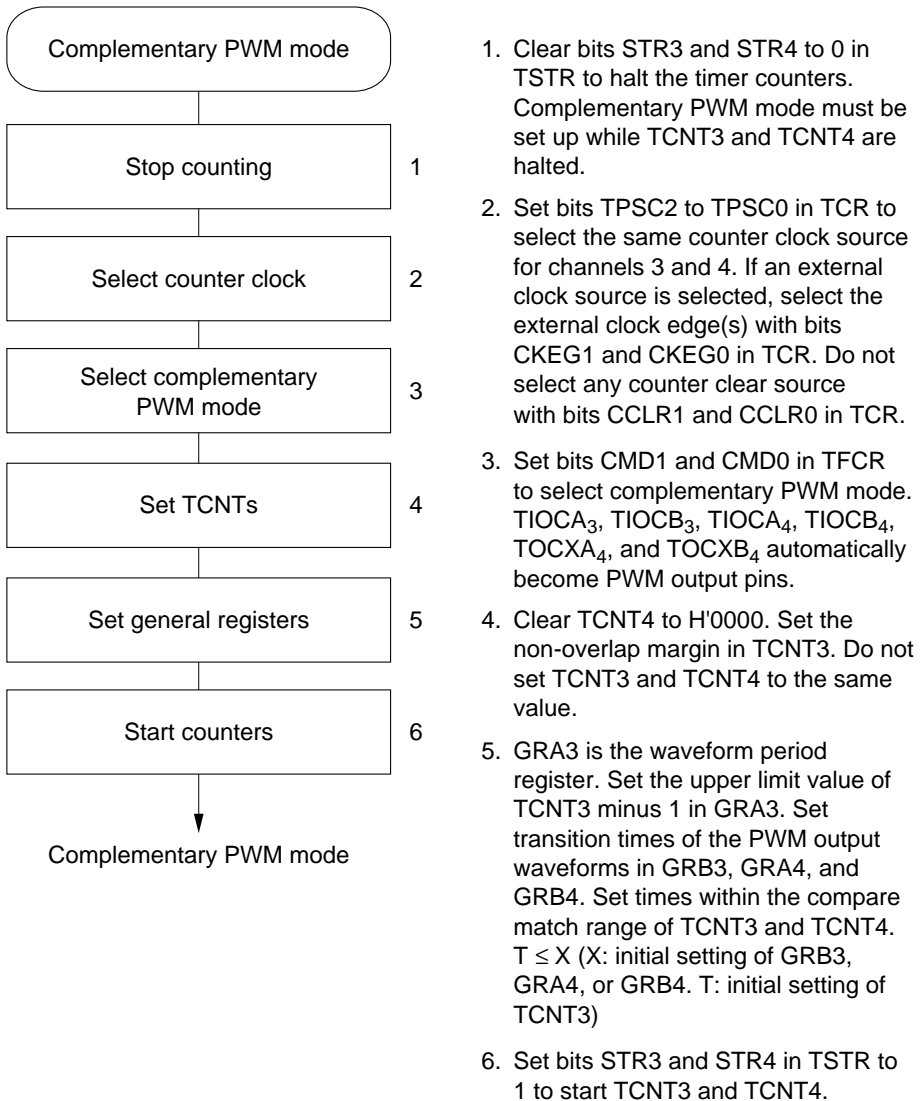 Complementary PWM mode
Stop counting
1
Select counter clock
2
Select complementary
PWM mode
3
Set TCNTs
4
Set general registers
5
Start counters
6
Complementary PWM mode
1. Clear bits STR3 and STR4 to 0 in
TSTR to halt the timer counters.
Complementary PWM mode must be
set up while TCNT3 and TCNT4 are
halted.
2. Set bits TPSC2 to TPSC0 in TCR to
select the same counter clock source
for channels 3 and 4. If an external
clock source is selected, select the
external clock edge(s) with bits
CKEG1 and CKEG0 in TCR. Do not
select any counter clear source
with bits CCLR1 and CCLR0 in TCR.
3. Set bits CMD1 and CMD0 in TFCR
to select complementary PWM mode.
TIOCA₃, TIOCB₃, TIOCA₄, TIOCB₄,
TOCXA₄, and TOCXB₄ automatically
become PWM output pins.
4. Clear TCNT4 to H'0000. Set the
non-overlap margin in TCNT3. Do not
set TCNT3 and TCNT4 to the same
value.
5. GRA3 is the waveform period
register. Set the upper limit value of
TCNT3 minus 1 in GRA3. Set
transition times of the PWM output
waveforms in GRB3, GRA4, and
GRB4. Set times within the compare
match range of TCNT3 and TCNT4.
T ≤ X (X: initial setting of GRB3,
GRA4, or GRB4. T: initial setting of
TCNT3)
6. Set bits STR3 and STR4 in TSTR to
1 to start TCNT3 and TCNT4.